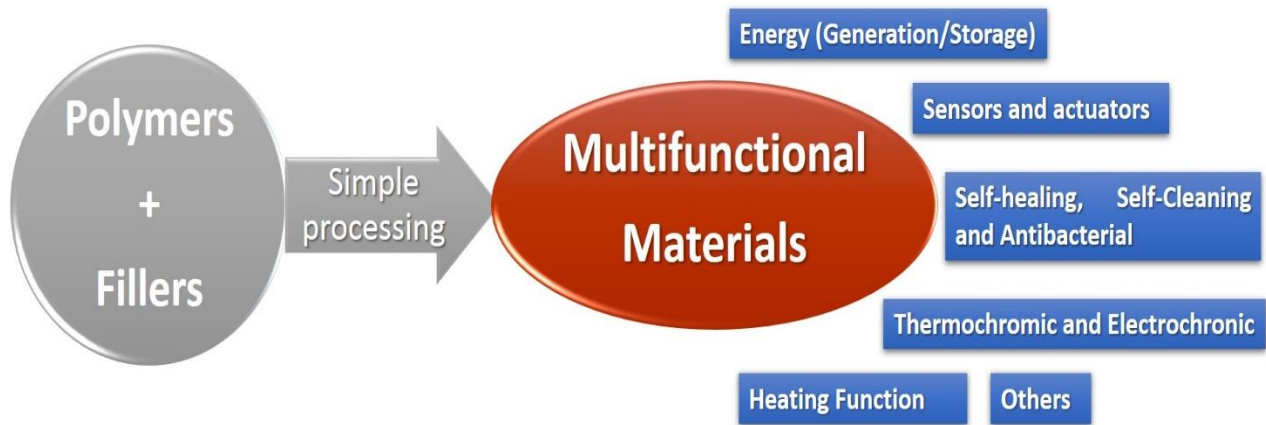 Polymers
+
Fillers
Simple
processing
Multifunctional
Materials
Energy (Generation/Storage)
Sensors and actuators
Self-healing, Self-Cleaning
and Antibacterial
Thermochromic and Electrochronic
Heating Function
Others